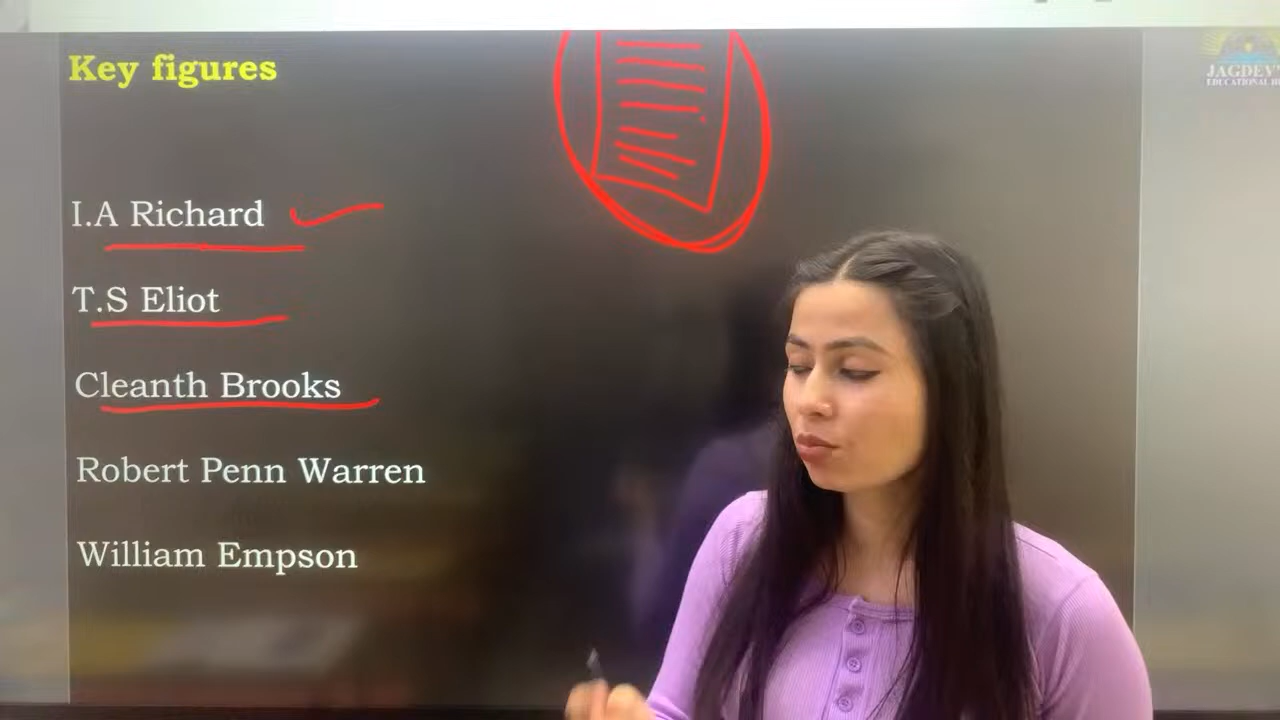 Key figures
JAGDEV'S
I.A Richard
T.S Eliot
Cleanth Brooks
Robert Penn Warren
William Empson